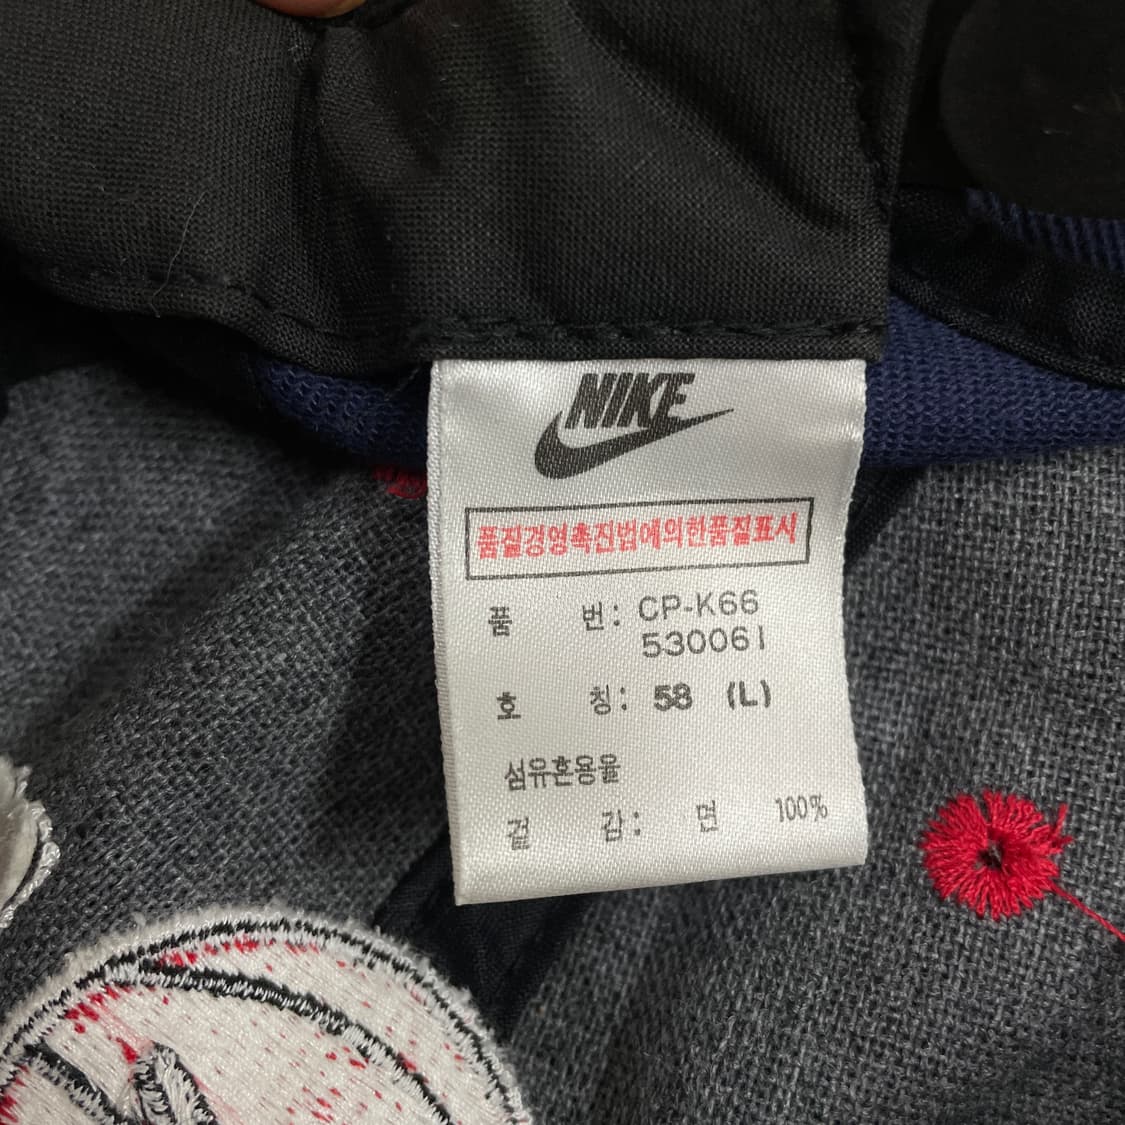 NIKE
품질경영촉진법에의한품질표시
품 번: CP-K66
530061
호 칭: 58 (L)
섬유혼용율
겉 감: 면 100%